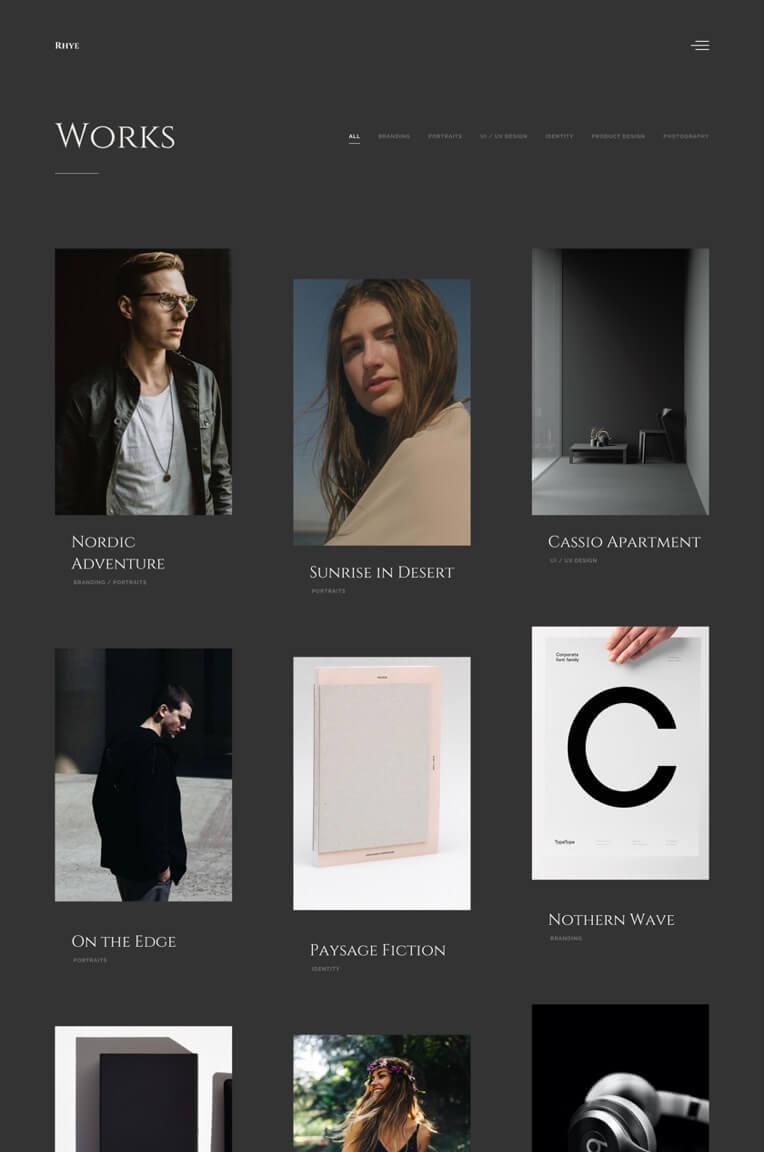 Rhye
Works
ALL BRANDING PORTRAITS UI / UX DESIGN IDENTITY PRODUCT DESIGN PHOTOGRAPHY
Nordic
Adventure
BRANDING / PORTRAITS
Sunrise in Desert
PORTRAITS
Cassio Apartment
UI / UX DESIGN
Corporate
font family
C
TypeType
On the Edge
PORTRAITS
Paysage Fiction
IDENTITY
Nothern Wave
BRANDING
b